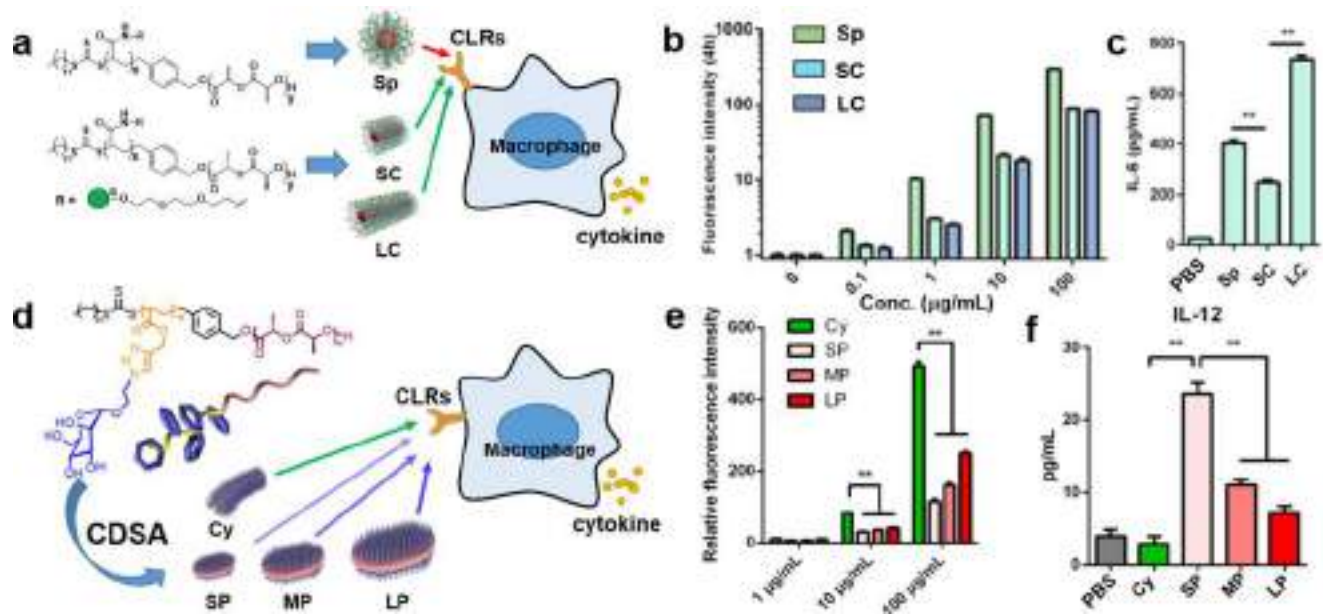 a
CLRs
Sp
SC
LC
Macrophage
cytokine
R =
b
Fluorescence intensity (4h)
1000
100
10
1
Sp
SC
LC
0
0.1
1
10
100
Conc. (µg/mL)
c
IL-6 (pg/mL)
800
600
400
200
0
**
**
PBS
Sp
SC
LC
d
HO
HO
OH
OH
CLRs
Macrophage
cytokine
CDSA
Cy
SP
MP
LP
e
Relative fluorescence intensity
600
400
200
0
Cy
SP
MP
LP
**
**
1 µg/mL
10 µg/mL
100 µg/mL
f
IL-12
pg/mL
30
20
10
0
**
**
PBS
Cy
SP
MP
LP